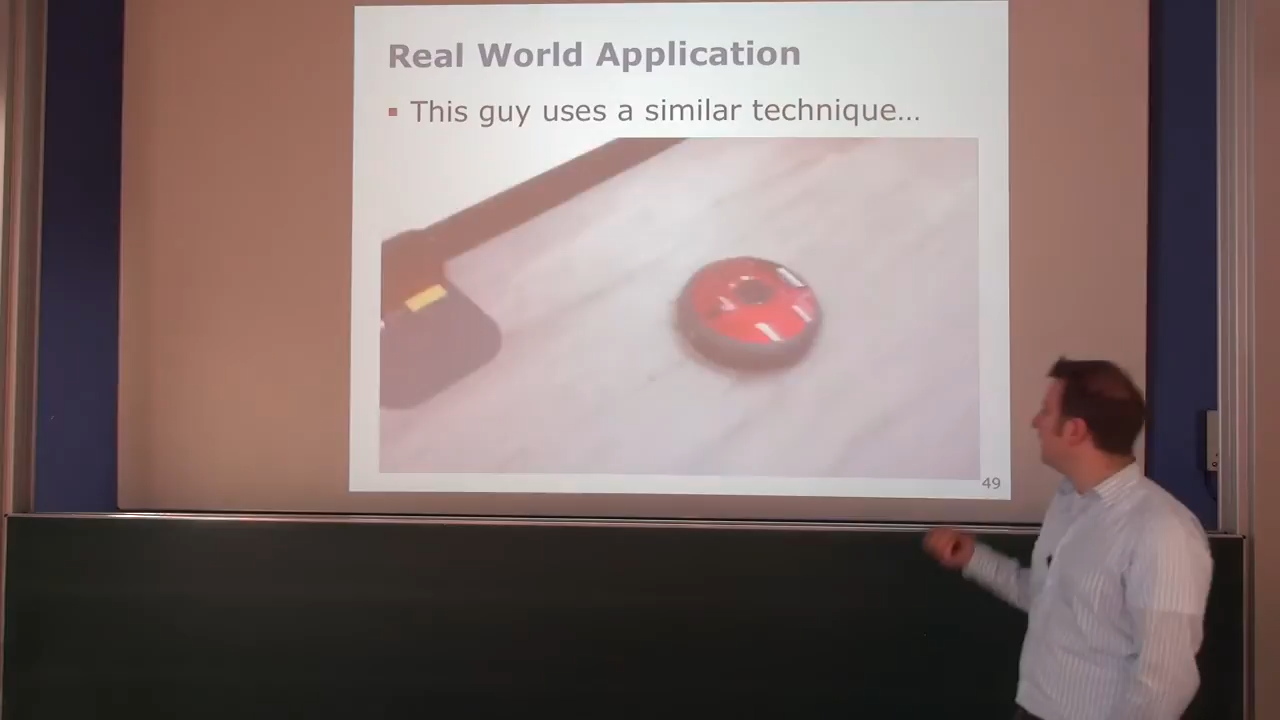 Real World Application
▪ This guy uses a similar technique…
49